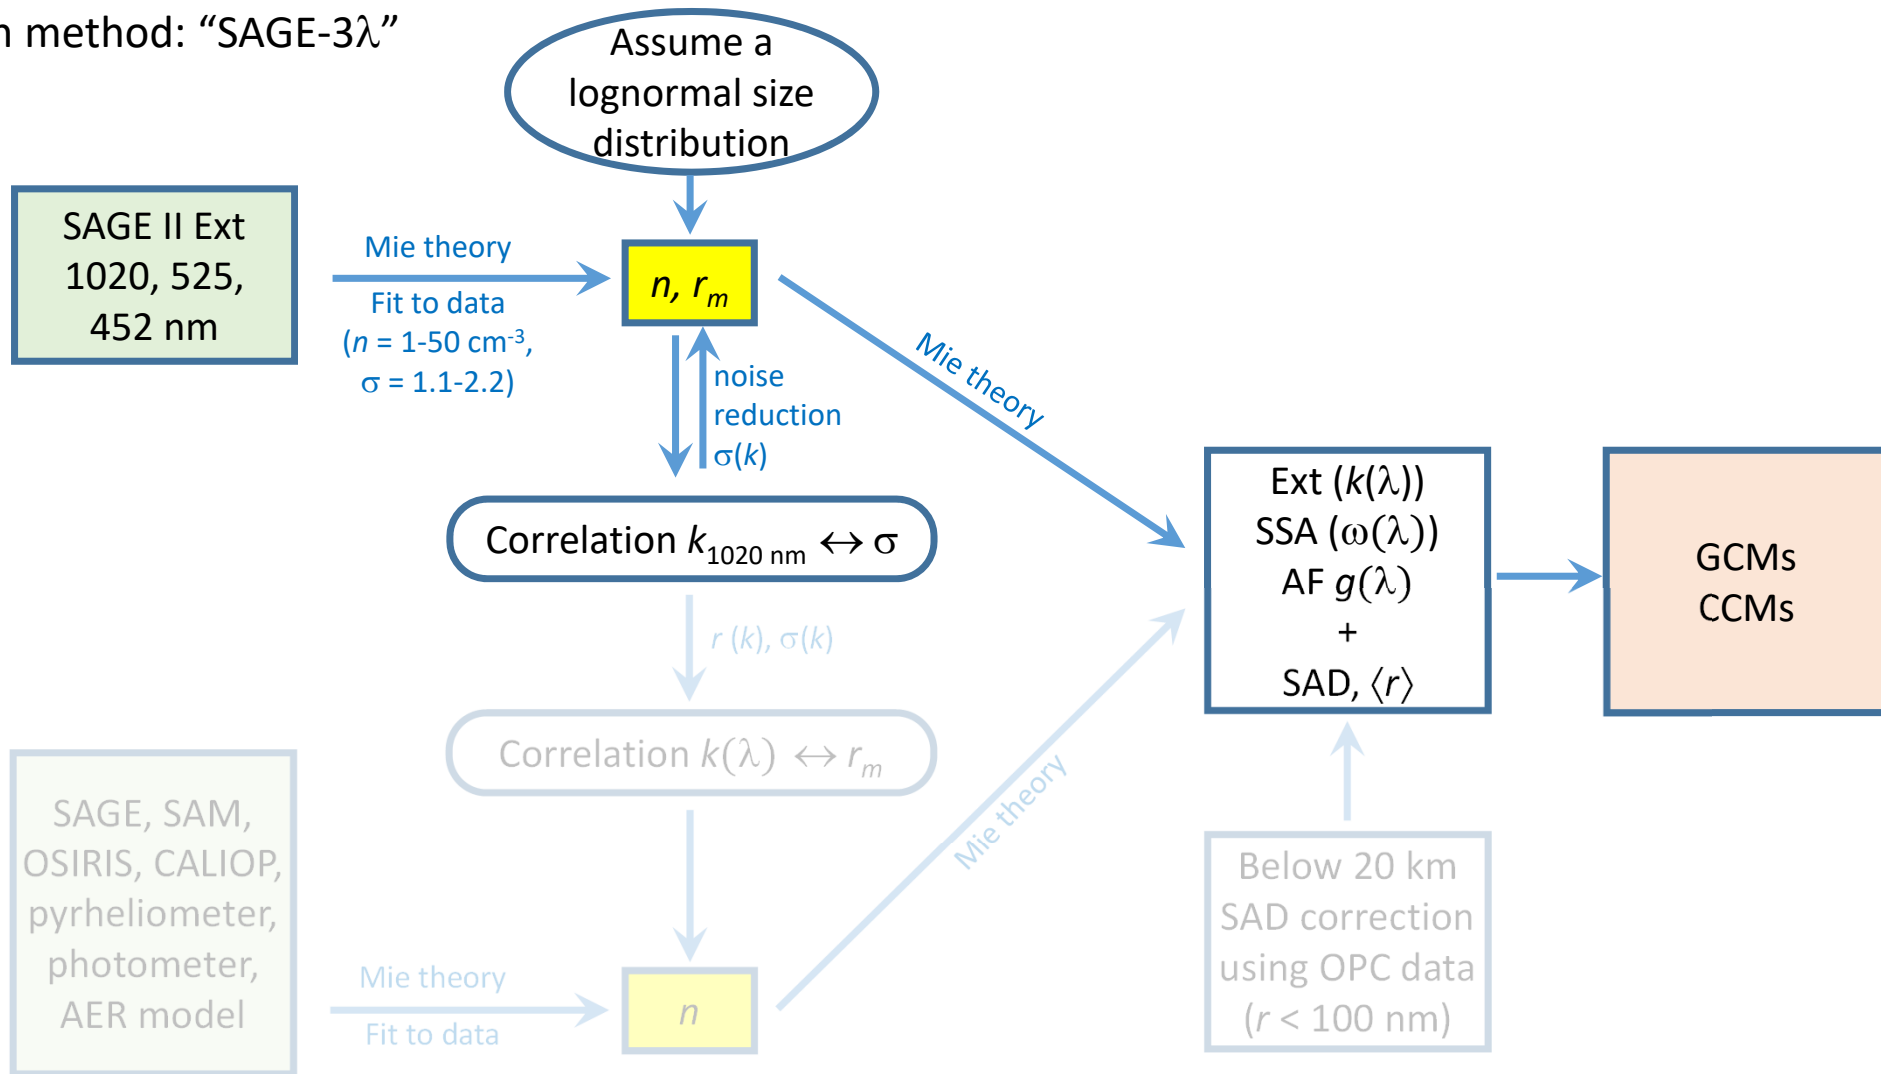 method: “SAGE-3λ”
Assume a
lognormal size
distribution
SAGE II Ext
1020, 525,
452 nm
Mie theory
Fit to data
(n = 1-50 cm-3,
σ = 1.1-2.2)
n, rm
noise
reduction
σ(k)
Mie theory
Correlation k1020 nm ↔ σ
r (k), σ(k)
Correlation k(λ) ↔ rm
Ext (k(λ))
SSA (ω(λ))
AF g(λ)
+
SAD, ⟨r⟩
GCMs
CCMs
SAGE, SAM,
OSIRIS, CALIOP,
pyrheliometer,
photometer,
AER model
Mie theory
Fit to data
n
Mie theory
Below 20 km
SAD correction
using OPC data
(r < 100 nm)